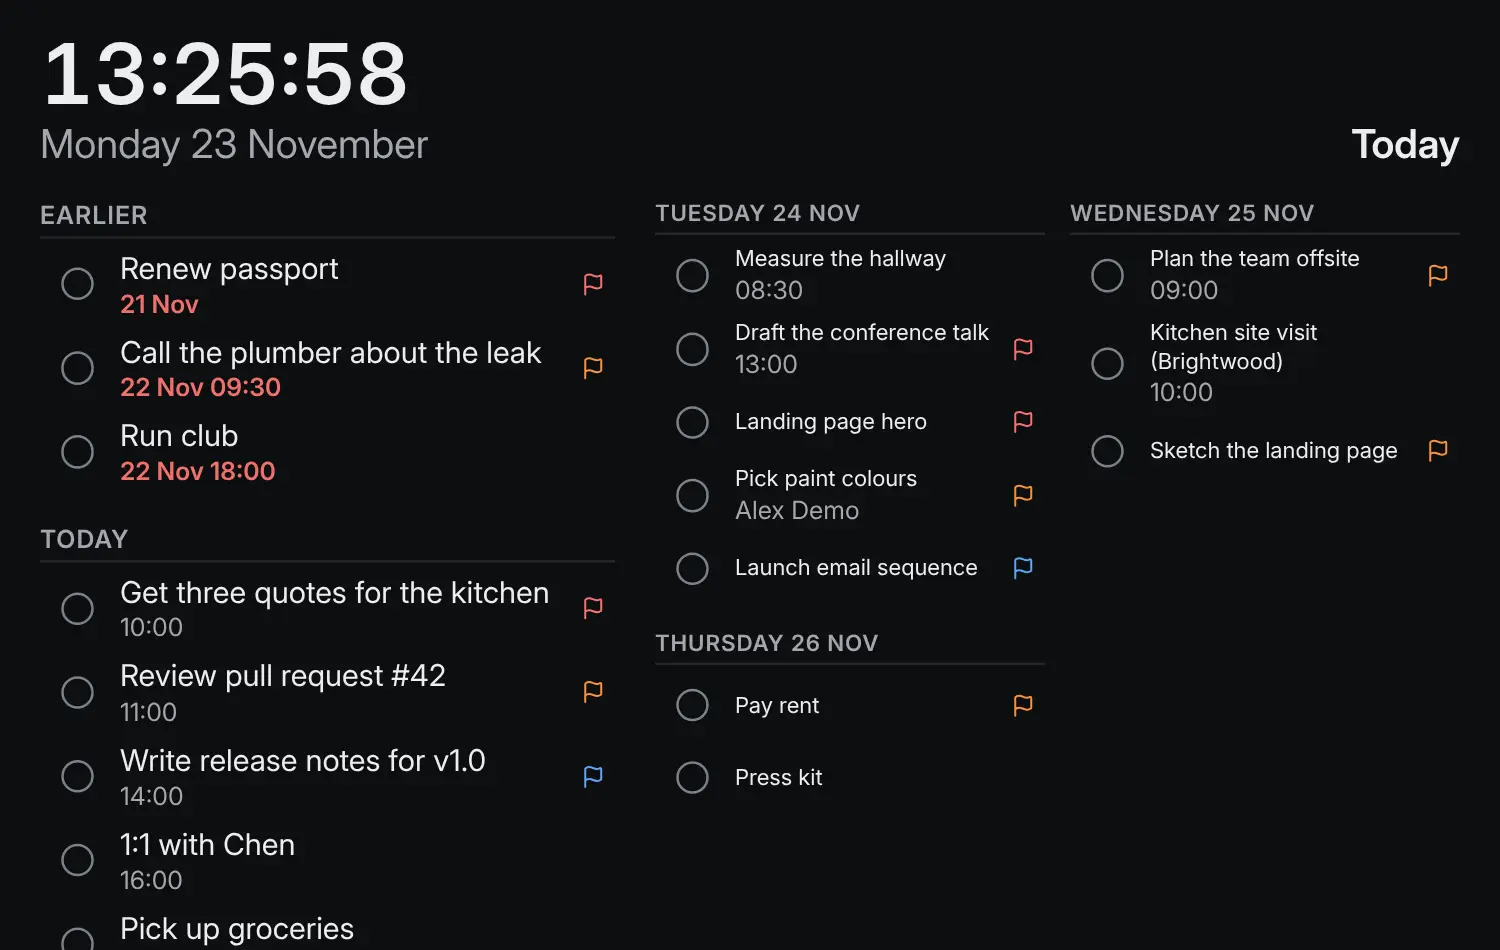 13:25:58
Monday 23 November
Today
EARLIER
Renew passport
21 Nov
Call the plumber about the leak
22 Nov 09:30
Run club
22 Nov 18:00
TODAY
Get three quotes for the kitchen
10:00
Review pull request #42
11:00
Write release notes for v1.0
14:00
1:1 with Chen
16:00
Pick up groceries
TUESDAY 24 NOV
Measure the hallway
08:30
Draft the conference talk
13:00
Landing page hero
Pick paint colours
Alex Demo
Launch email sequence
THURSDAY 26 NOV
Pay rent
Press kit
WEDNESDAY 25 NOV
Plan the team offsite
09:00
Kitchen site visit
(Brightwood)
10:00
Sketch the landing page